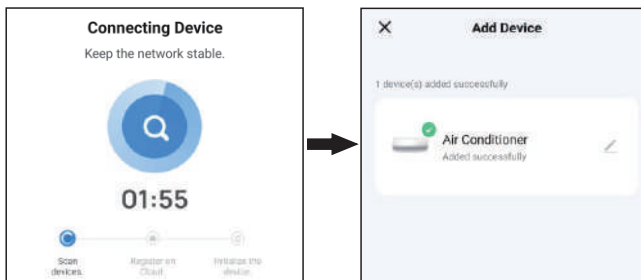 Connecting Device
Keep the network stable.
01:55
Scan
devices.
Register on
Cloud.
Initialize the
device.
Add Device
1 device(s) added successfully
Air Conditioner
Added successfully